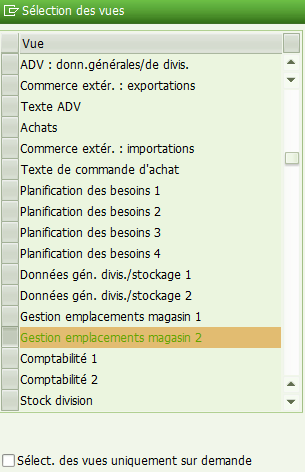 Sélection des vues
Vue
ADV : donn.générales/de divis.
Commerce extér. : exportations
Texte ADV
Achats
Commerce extér. : importations
Texte de commande d'achat
Planification des besoins 1
Planification des besoins 2
Planification des besoins 3
Planification des besoins 4
Données gén. divis./stockage 1
Données gén. divis./stockage 2
Gestion emplacements magasin 1
Gestion emplacements magasin 2
Comptabilité 1
Comptabilité 2
Stock division
Sélect. des vues uniquement sur demande